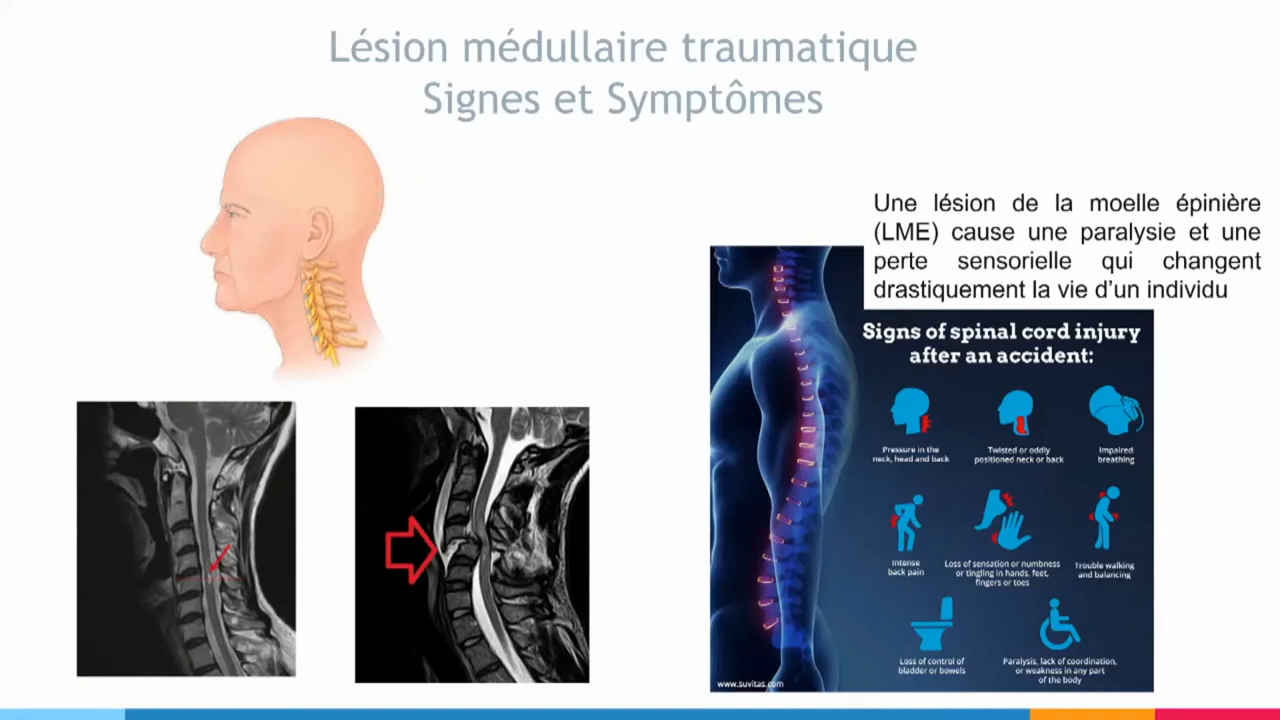 Lésion médullaire traumatique
Signes et Symptômes
Une lésion de la moelle épinière
(LME) cause une paralysie et une
perte sensorielle qui changent
drastiquement la vie d'un individu
Signs of spinal cord injury
after an accident:
Pressure in the
neck, head and back
Twisted or oddly
positioned neck or back
Impaired
breathing
Intense
back pain
Loss of sensation or numbness
or tingling in hands, feet,
fingers or toes
Trouble walking
and balancing
Loss of control of
bladder or bowels
Paralysis, lack of coordination,
or weakness in any part
of the body
www.suvitas.com